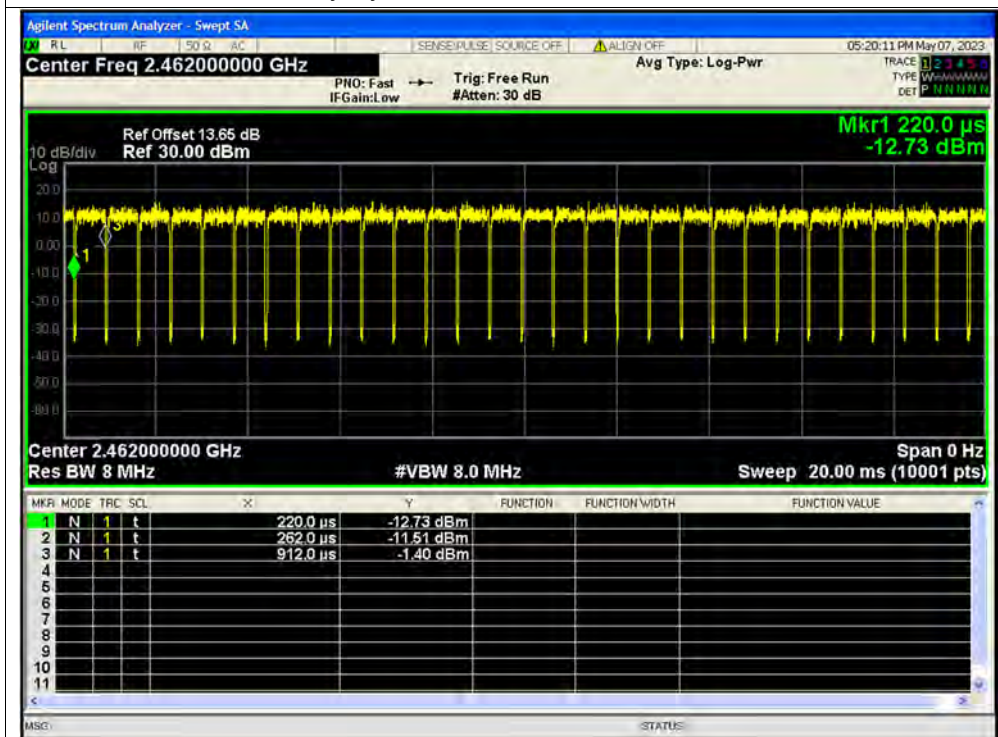 Agilent Spectrum Analyzer - Swept SA
RL RF 50 Ω AC SENSE:PULSE SOURCE OFF ALIGN OFF 05:20:11 PM May 07, 2023
Center Freq 2.462000000 GHz Avg Type: Log-Pwr TRACE 1 2 3 4 5 6
PNO: Fast Trig: Free Run TYPE
IFGain:Low #Atten: 30 dB DET P N N N N N
Mkr1 220.0 µs
Ref Offset 13.65 dB
10 dB/div Ref 30.00 dBm -12.73 dBm
Log
20.0
10.0
0.00
-10.0
-20.0
-30.0
-40.0
-50.0
-60.0
1
3
Center 2.462000000 GHz Span 0 Hz
Res BW 8 MHz #VBW 8.0 MHz Sweep 20.00 ms (10001 pts)
MKR MODE TRC SCL X Y FUNCTION FUNCTION WIDTH FUNCTION VALUE
1 N 1 t 220.0 µs -12.73 dBm
2 N 1 t 262.0 µs -11.51 dBm
3 N 1 t 912.0 µs -1.40 dBm
4
5
6
7
8
9
10
11
MSG STATUS